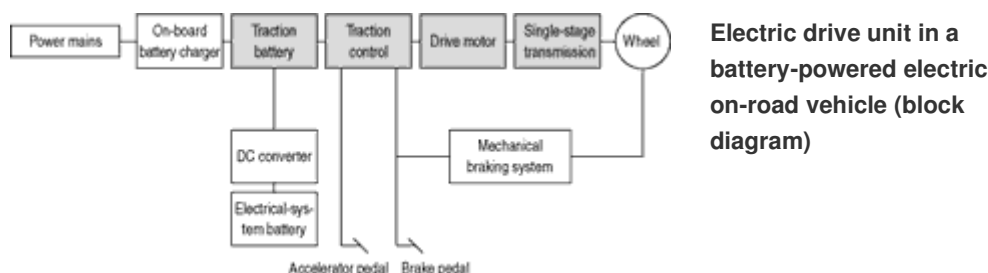 Power mains
On-board
battery charger
Traction
battery
Traction
control
Drive motor
Single-stage
transmission
Wheel
Electric drive unit in a
battery-powered electric
on-road vehicle (block
diagram)
DC converter
Mechanical
braking system
Electrical-sys-
tem battery
Accelerator pedal
Brake pedal